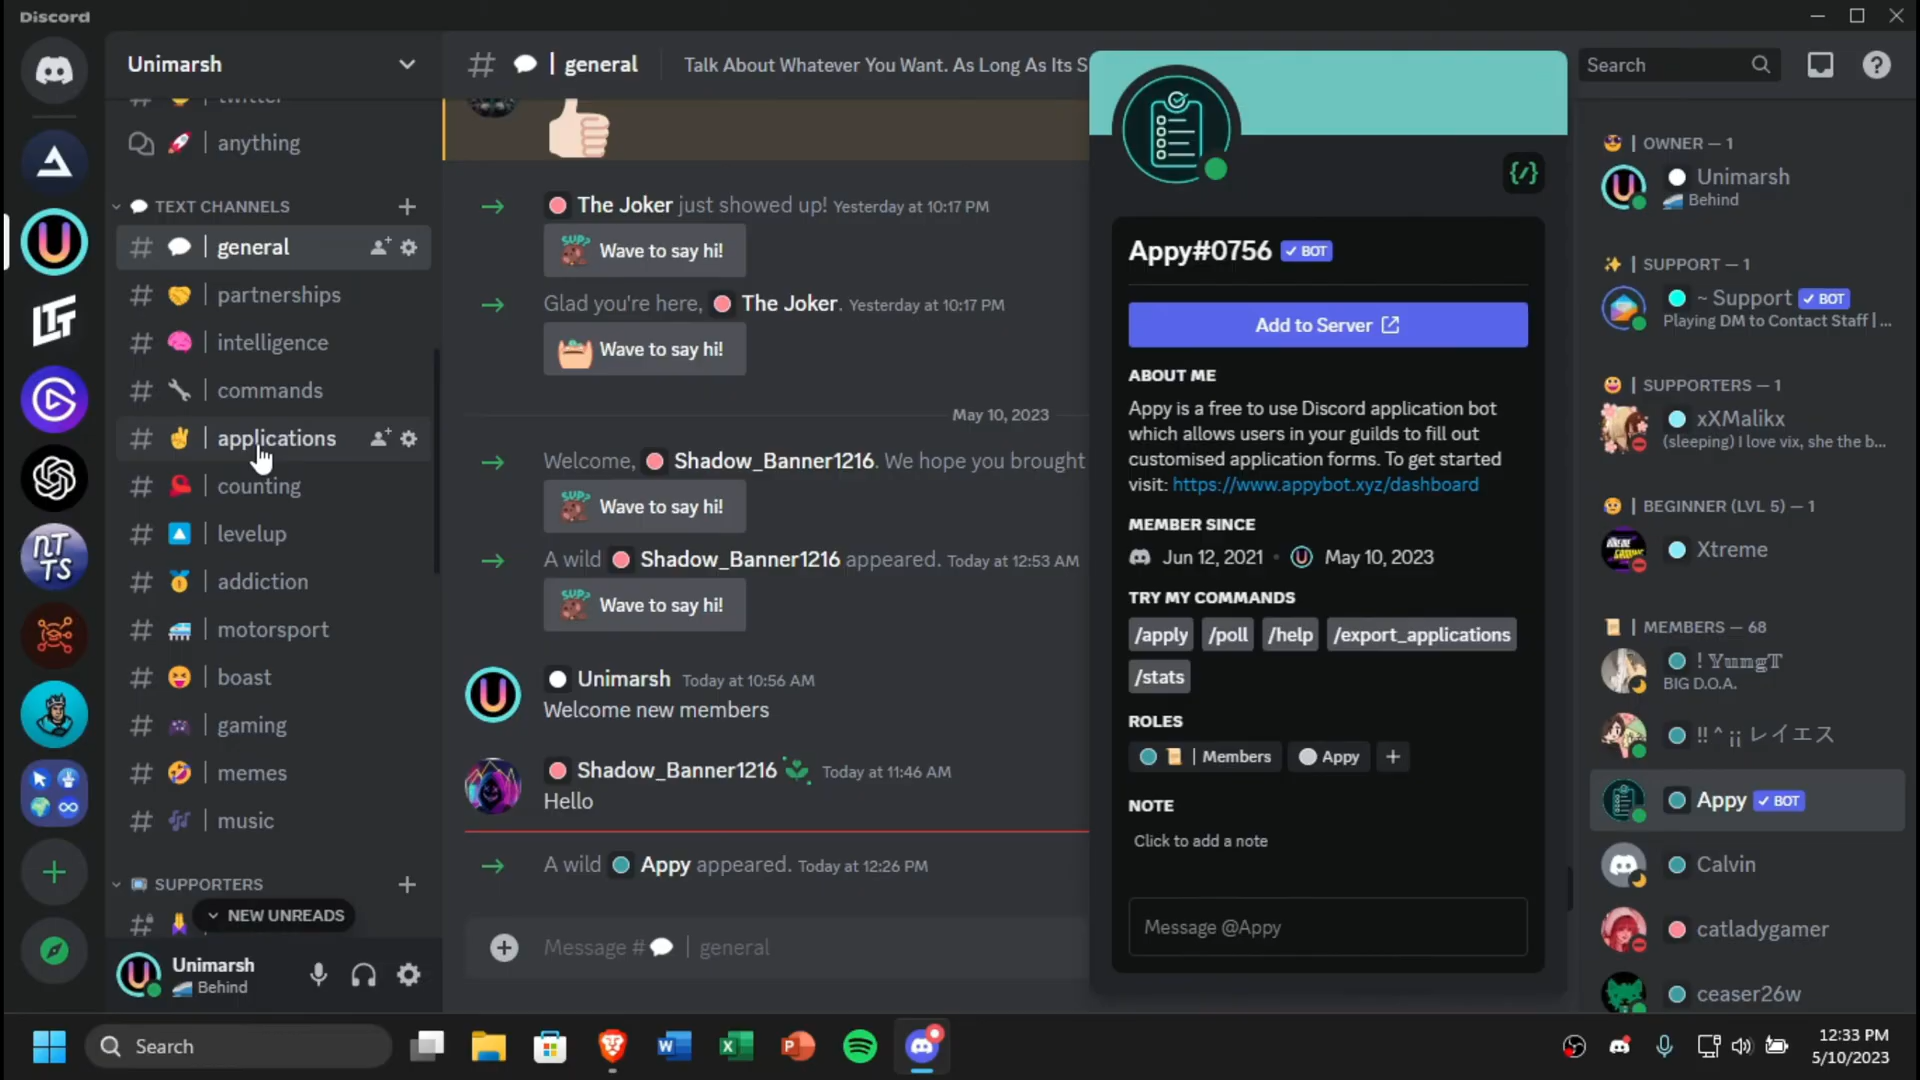 Discord
Unimarsh
twitter
| anything
TEXT CHANNELS
# | general
# | partnerships
# | intelligence
# | commands
# | applications
# | counting
# | levelup
# | addiction
# | motorsport
# | boast
# | gaming
# | memes
# | music
SUPPORTERS
NEW UNREADS
Unimarsh
Behind
# | general
Talk About Whatever You Want. As Long As Its S
The Joker just showed up! Yesterday at 10:17 PM
Wave to say hi!
Glad you're here, The Joker. Yesterday at 10:17 PM
Wave to say hi!
May 10, 2023
Welcome, Shadow_Banner1216. We hope you brought
Wave to say hi!
A wild Shadow_Banner1216 appeared. Today at 12:53 AM
Wave to say hi!
Unimarsh Today at 10:56 AM
Welcome new members
Shadow_Banner1216 Today at 11:46 AM
Hello
A wild Appy appeared. Today at 12:26 PM
Message # | general
Appy#0756 BOT
Add to Server
ABOUT ME
Appy is a free to use Discord application bot
which allows users in your guilds to fill out
customised application forms. To get started
visit: https://www.appybot.xyz/dashboard
MEMBER SINCE
Jun 12, 2021 • May 10, 2023
TRY MY COMMANDS
/apply /poll /help /export_applications
/stats
ROLES
| Members Appy +
NOTE
Click to add a note
Message @Appy
Search
| OWNER — 1
Unimarsh
Behind
| SUPPORT — 1
~ Support BOT
Playing DM to Contact Staff | ...
| SUPPORTERS — 1
xXMalikx
(sleeping) I love vix, she the b...
| BEGINNER (LVL 5) — 1
Xtreme
| MEMBERS — 68
! 𝕐𝕦𝕟𝕘𝕋
BIG D.O.A.
!! ^ ¡¡ レイエス
Appy BOT
Calvin
catladygamer
ceaser26w
Search
12:33 PM
5/10/2023